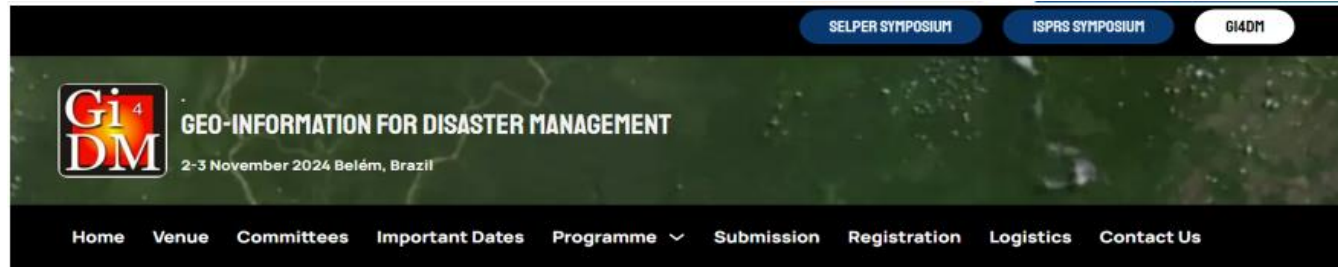 SELPER SYMPOSIUM ISPRS SYMPOSIUM GI4DM
Gi4
DM
GEO-INFORMATION FOR DISASTER MANAGEMENT
2-3 November 2024 Belém, Brazil
Home Venue Committees Important Dates Programme Submission Registration Logistics Contact Us